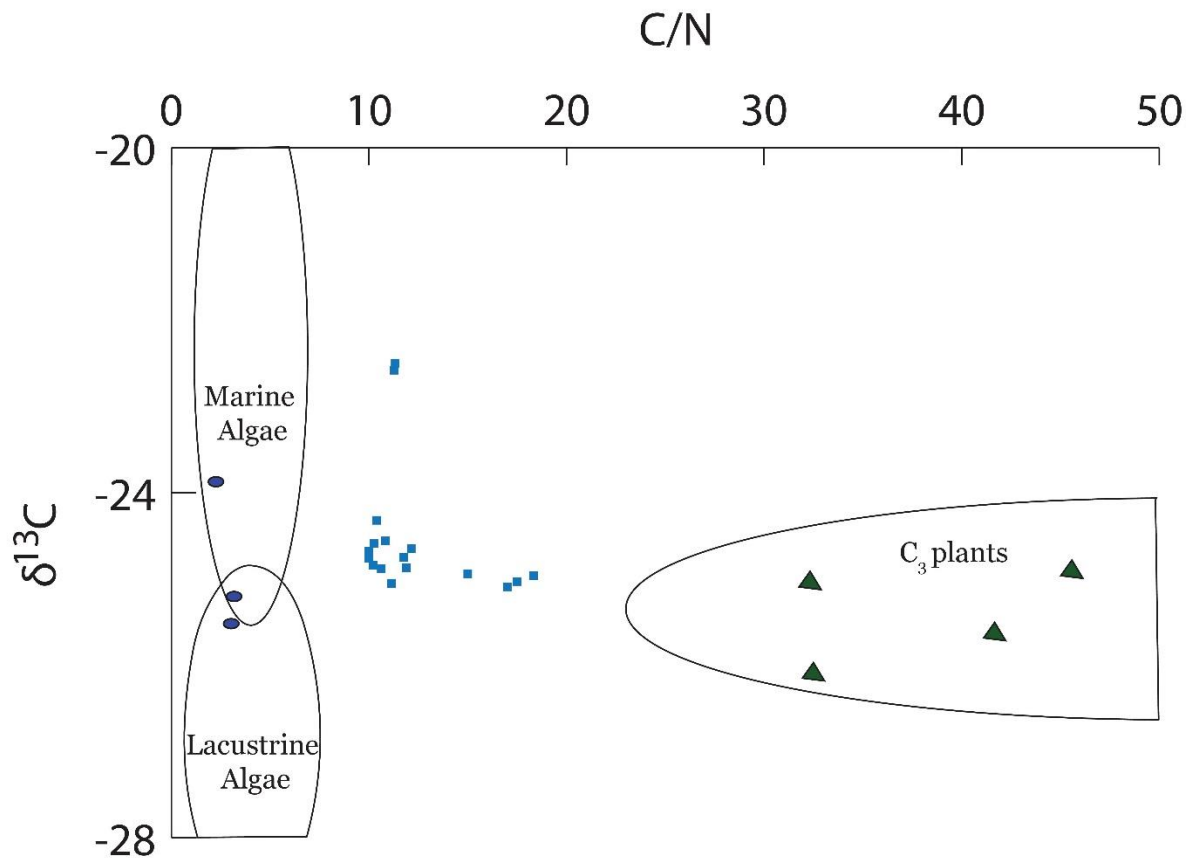 C/N
0 10 20 30 40 50
-20
-24
-28
δ¹³C
Marine
Algae
C₃ plants
Lacustrine
Algae